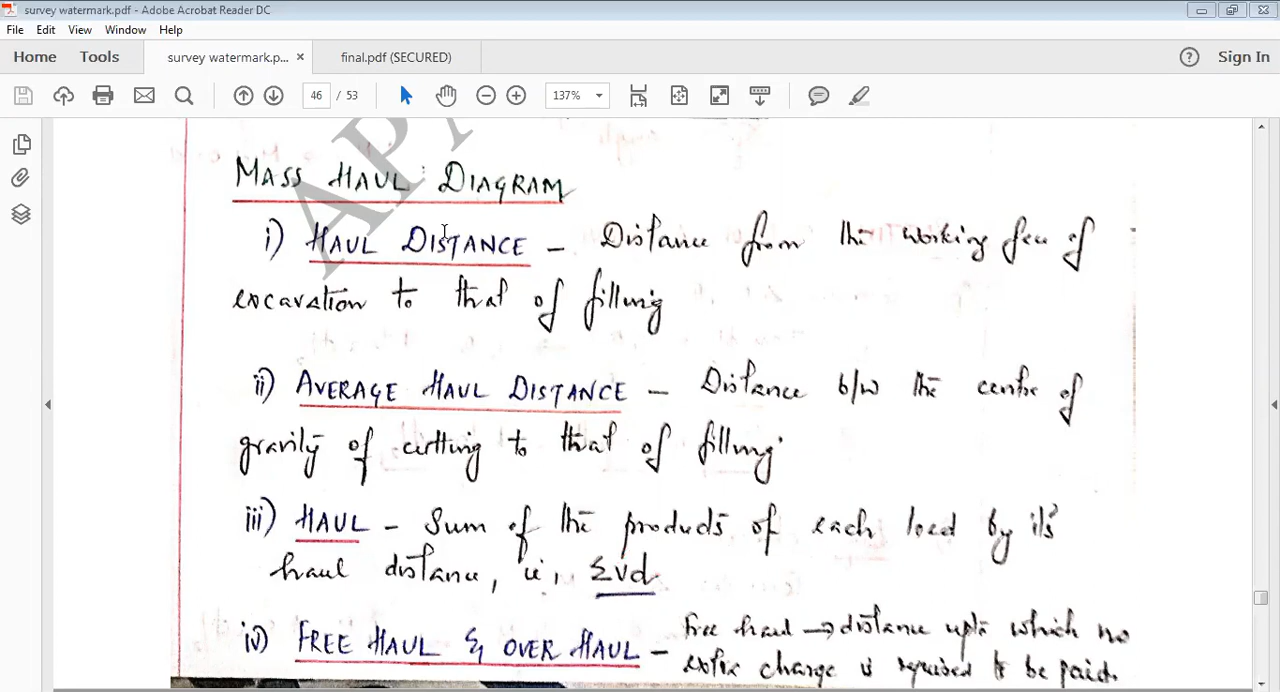 survey watermark.pdf - Adobe Acrobat Reader DC
File Edit View Window Help
Home Tools survey watermark.p... × final.pdf (SECURED) ? Sign In
46 / 53 137%
APA
MASS HAUL DIAGRAM
i) HAUL DISTANCE - Distance from the working face of
excavation to that of filling
ii) AVERAGE HAUL DISTANCE - Distance b/w the centre of
gravity of cutting to that of filling
iii) HAUL - Sum of the products of each load by its
haul distance, ie, Σvd
iv) FREE HAUL & OVER HAUL - Free haul → distance upto which no
extra charge is required to be paid.